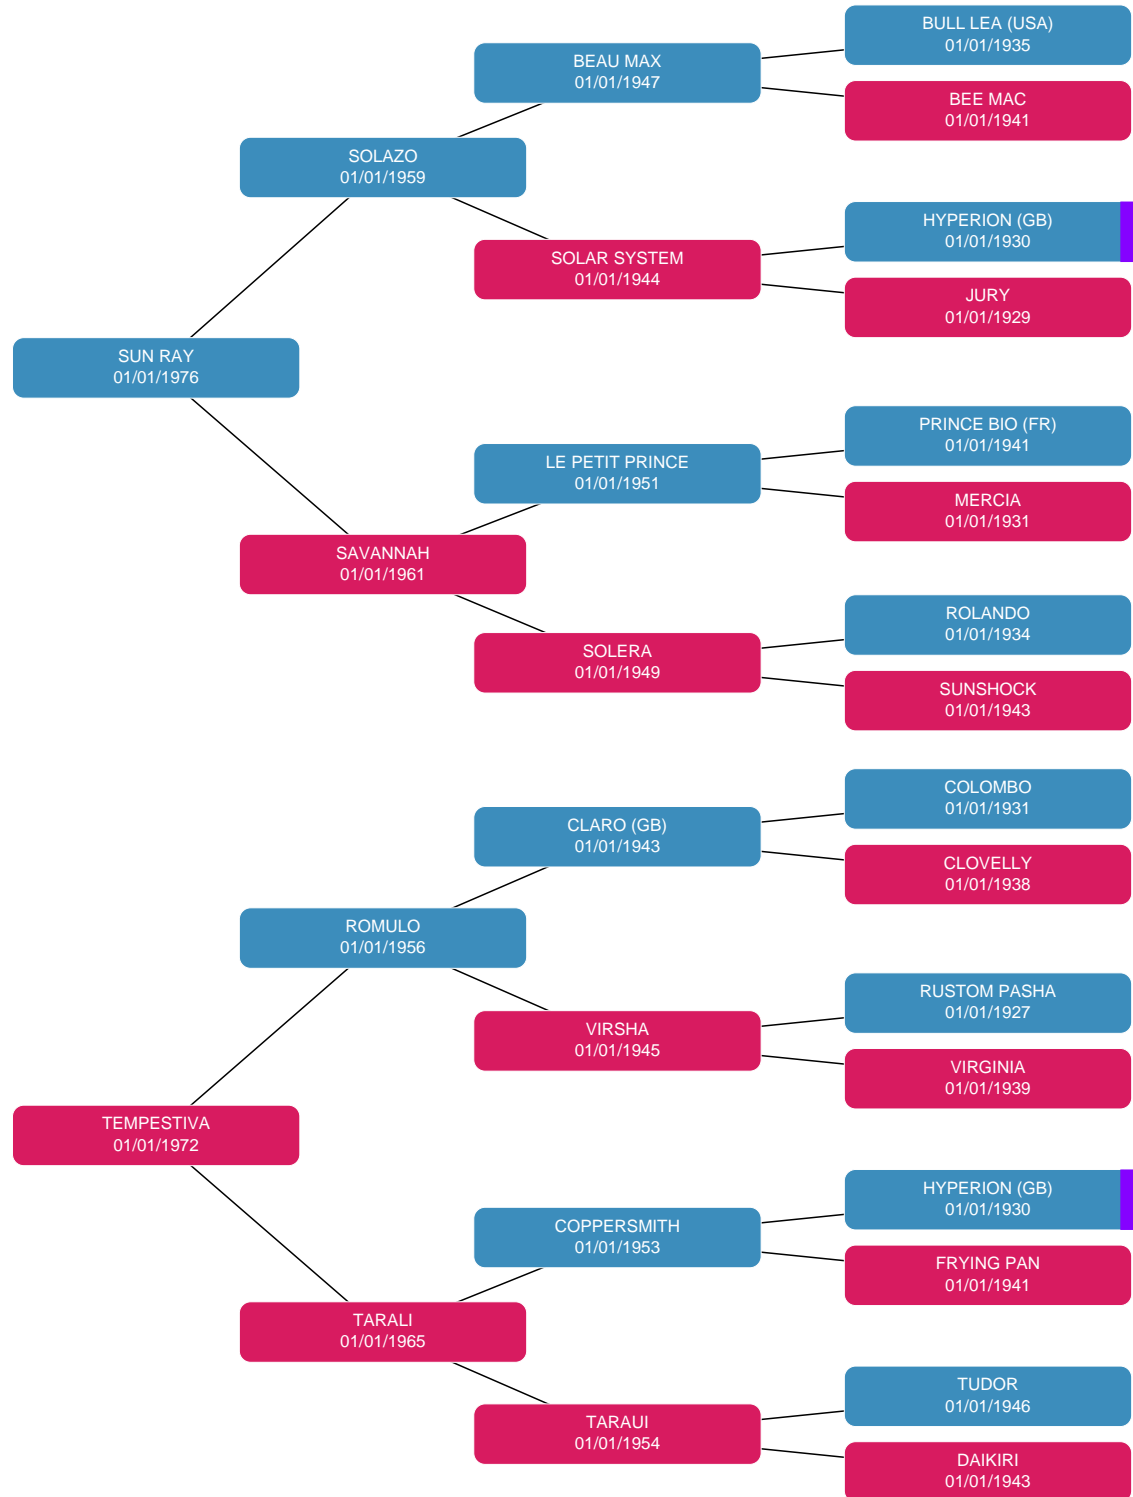 BULL LEA (USA)
01/01/1935
BEAU MAX
01/01/1947
BEE MAC
01/01/1941
SOLAZO
01/01/1959
HYPERION (GB)
01/01/1930
SOLAR SYSTEM
01/01/1944
JURY
01/01/1929
SUN RAY
01/01/1976
PRINCE BIO (FR)
01/01/1941
LE PETIT PRINCE
01/01/1951
MERCIA
01/01/1931
SAVANNAH
01/01/1961
ROLANDO
01/01/1934
SOLERA
01/01/1949
SUNSHOCK
01/01/1943
COLOMBO
01/01/1931
CLARO (GB)
01/01/1943
CLOVELLY
01/01/1938
ROMULO
01/01/1956
RUSTOM PASHA
01/01/1927
VIRSHA
01/01/1945
VIRGINIA
01/01/1939
TEMPESTIVA
01/01/1972
HYPERION (GB)
01/01/1930
COPPERSMITH
01/01/1953
FRYING PAN
01/01/1941
TARALI
01/01/1965
TUDOR
01/01/1946
TARAUI
01/01/1954
DAIKIRI
01/01/1943